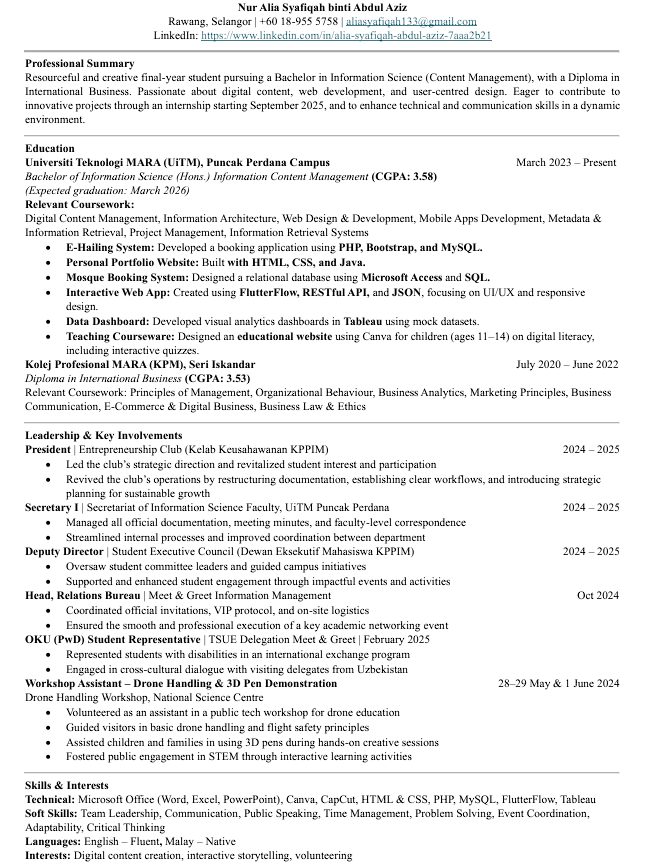 Nur Alia Syafiqah binti Abdul Aziz
Rawang, Selangor | +60 18-955 5758 | aliasyafiqah133@gmail.com
LinkedIn: https://www.linkedin.com/in/alia-syafiqah-abdul-aziz-7aaa2b21
Professional Summary
Resourceful and creative final-year student pursuing a Bachelor in Information Science (Content Management), with a Diploma in
International Business. Passionate about digital content, web development, and user-centred design. Eager to contribute to
innovative projects through an internship starting September 2025, and to enhance technical and communication skills in a dynamic
environment.
Education
Universiti Teknologi MARA (UiTM), Puncak Perdana Campus March 2023 – Present
Bachelor of Information Science (Hons.) Information Content Management (CGPA: 3.58)
(Expected graduation: March 2026)
Relevant Coursework:
Digital Content Management, Information Architecture, Web Design & Development, Mobile Apps Development, Metadata &
Information Retrieval, Project Management, Information Retrieval Systems
• E-Hailing System: Developed a booking application using PHP, Bootstrap, and MySQL.
• Personal Portfolio Website: Built with HTML, CSS, and Java.
• Mosque Booking System: Designed a relational database using Microsoft Access and SQL.
• Interactive Web App: Created using FlutterFlow, RESTful API, and JSON, focusing on UI/UX and responsive
design.
• Data Dashboard: Developed visual analytics dashboards in Tableau using mock datasets.
• Teaching Courseware: Designed an educational website using Canva for children (ages 11–14) on digital literacy,
including interactive quizzes.
Kolej Profesional MARA (KPM), Seri Iskandar July 2020 – June 2022
Diploma in International Business (CGPA: 3.53)
Relevant Coursework: Principles of Management, Organizational Behaviour, Business Analytics, Marketing Principles, Business
Communication, E-Commerce & Digital Business, Business Law & Ethics
Leadership & Key Involvements
President | Entrepreneurship Club (Kelab Keusahawanan KPPIM) 2024 – 2025
• Led the club's strategic direction and revitalized student interest and participation
• Revived the club's operations by restructuring documentation, establishing clear workflows, and introducing strategic
planning for sustainable growth
Secretary I | Secretariat of Information Science Faculty, UiTM Puncak Perdana 2024 – 2025
• Managed all official documentation, meeting minutes, and faculty-level correspondence
• Streamlined internal processes and improved coordination between department
Deputy Director | Student Executive Council (Dewan Eksekutif Mahasiswa KPPIM) 2024 – 2025
• Oversaw student committee leaders and guided campus initiatives
• Supported and enhanced student engagement through impactful events and activities
Head, Relations Bureau | Meet & Greet Information Management Oct 2024
• Coordinated official invitations, VIP protocol, and on-site logistics
• Ensured the smooth and professional execution of a key academic networking event
OKU (PwD) Student Representative | TSUE Delegation Meet & Greet | February 2025
• Represented students with disabilities in an international exchange program
• Engaged in cross-cultural dialogue with visiting delegates from Uzbekistan
Workshop Assistant – Drone Handling & 3D Pen Demonstration 28–29 May & 1 June 2024
Drone Handling Workshop, National Science Centre
• Volunteered as an assistant in a public tech workshop for drone education
• Guided visitors in basic drone handling and flight safety principles
• Assisted children and families in using 3D pens during hands-on creative sessions
• Fostered public engagement in STEM through interactive learning activities
Skills & Interests
Technical: Microsoft Office (Word, Excel, PowerPoint), Canva, CapCut, HTML & CSS, PHP, MySQL, FlutterFlow, Tableau
Soft Skills: Team Leadership, Communication, Public Speaking, Time Management, Problem Solving, Event Coordination,
Adaptability, Critical Thinking
Languages: English – Fluent, Malay – Native
Interests: Digital content creation, interactive storytelling, volunteering